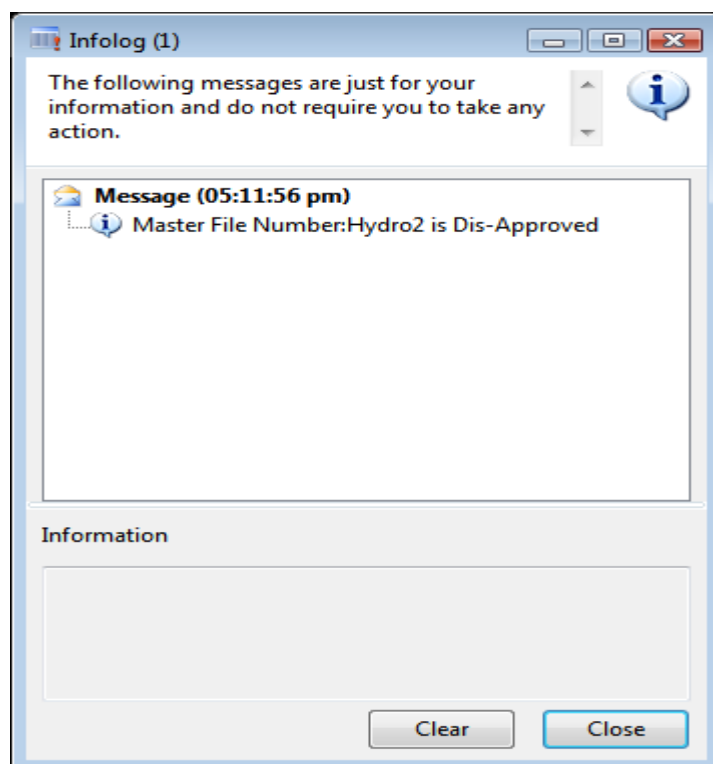 Infolog (1)
The following messages are just for your
information and do not require you to take any
action.
Message (05:11:56 pm)
Master File Number:Hydro2 is Dis-Approved
Information
Clear Close